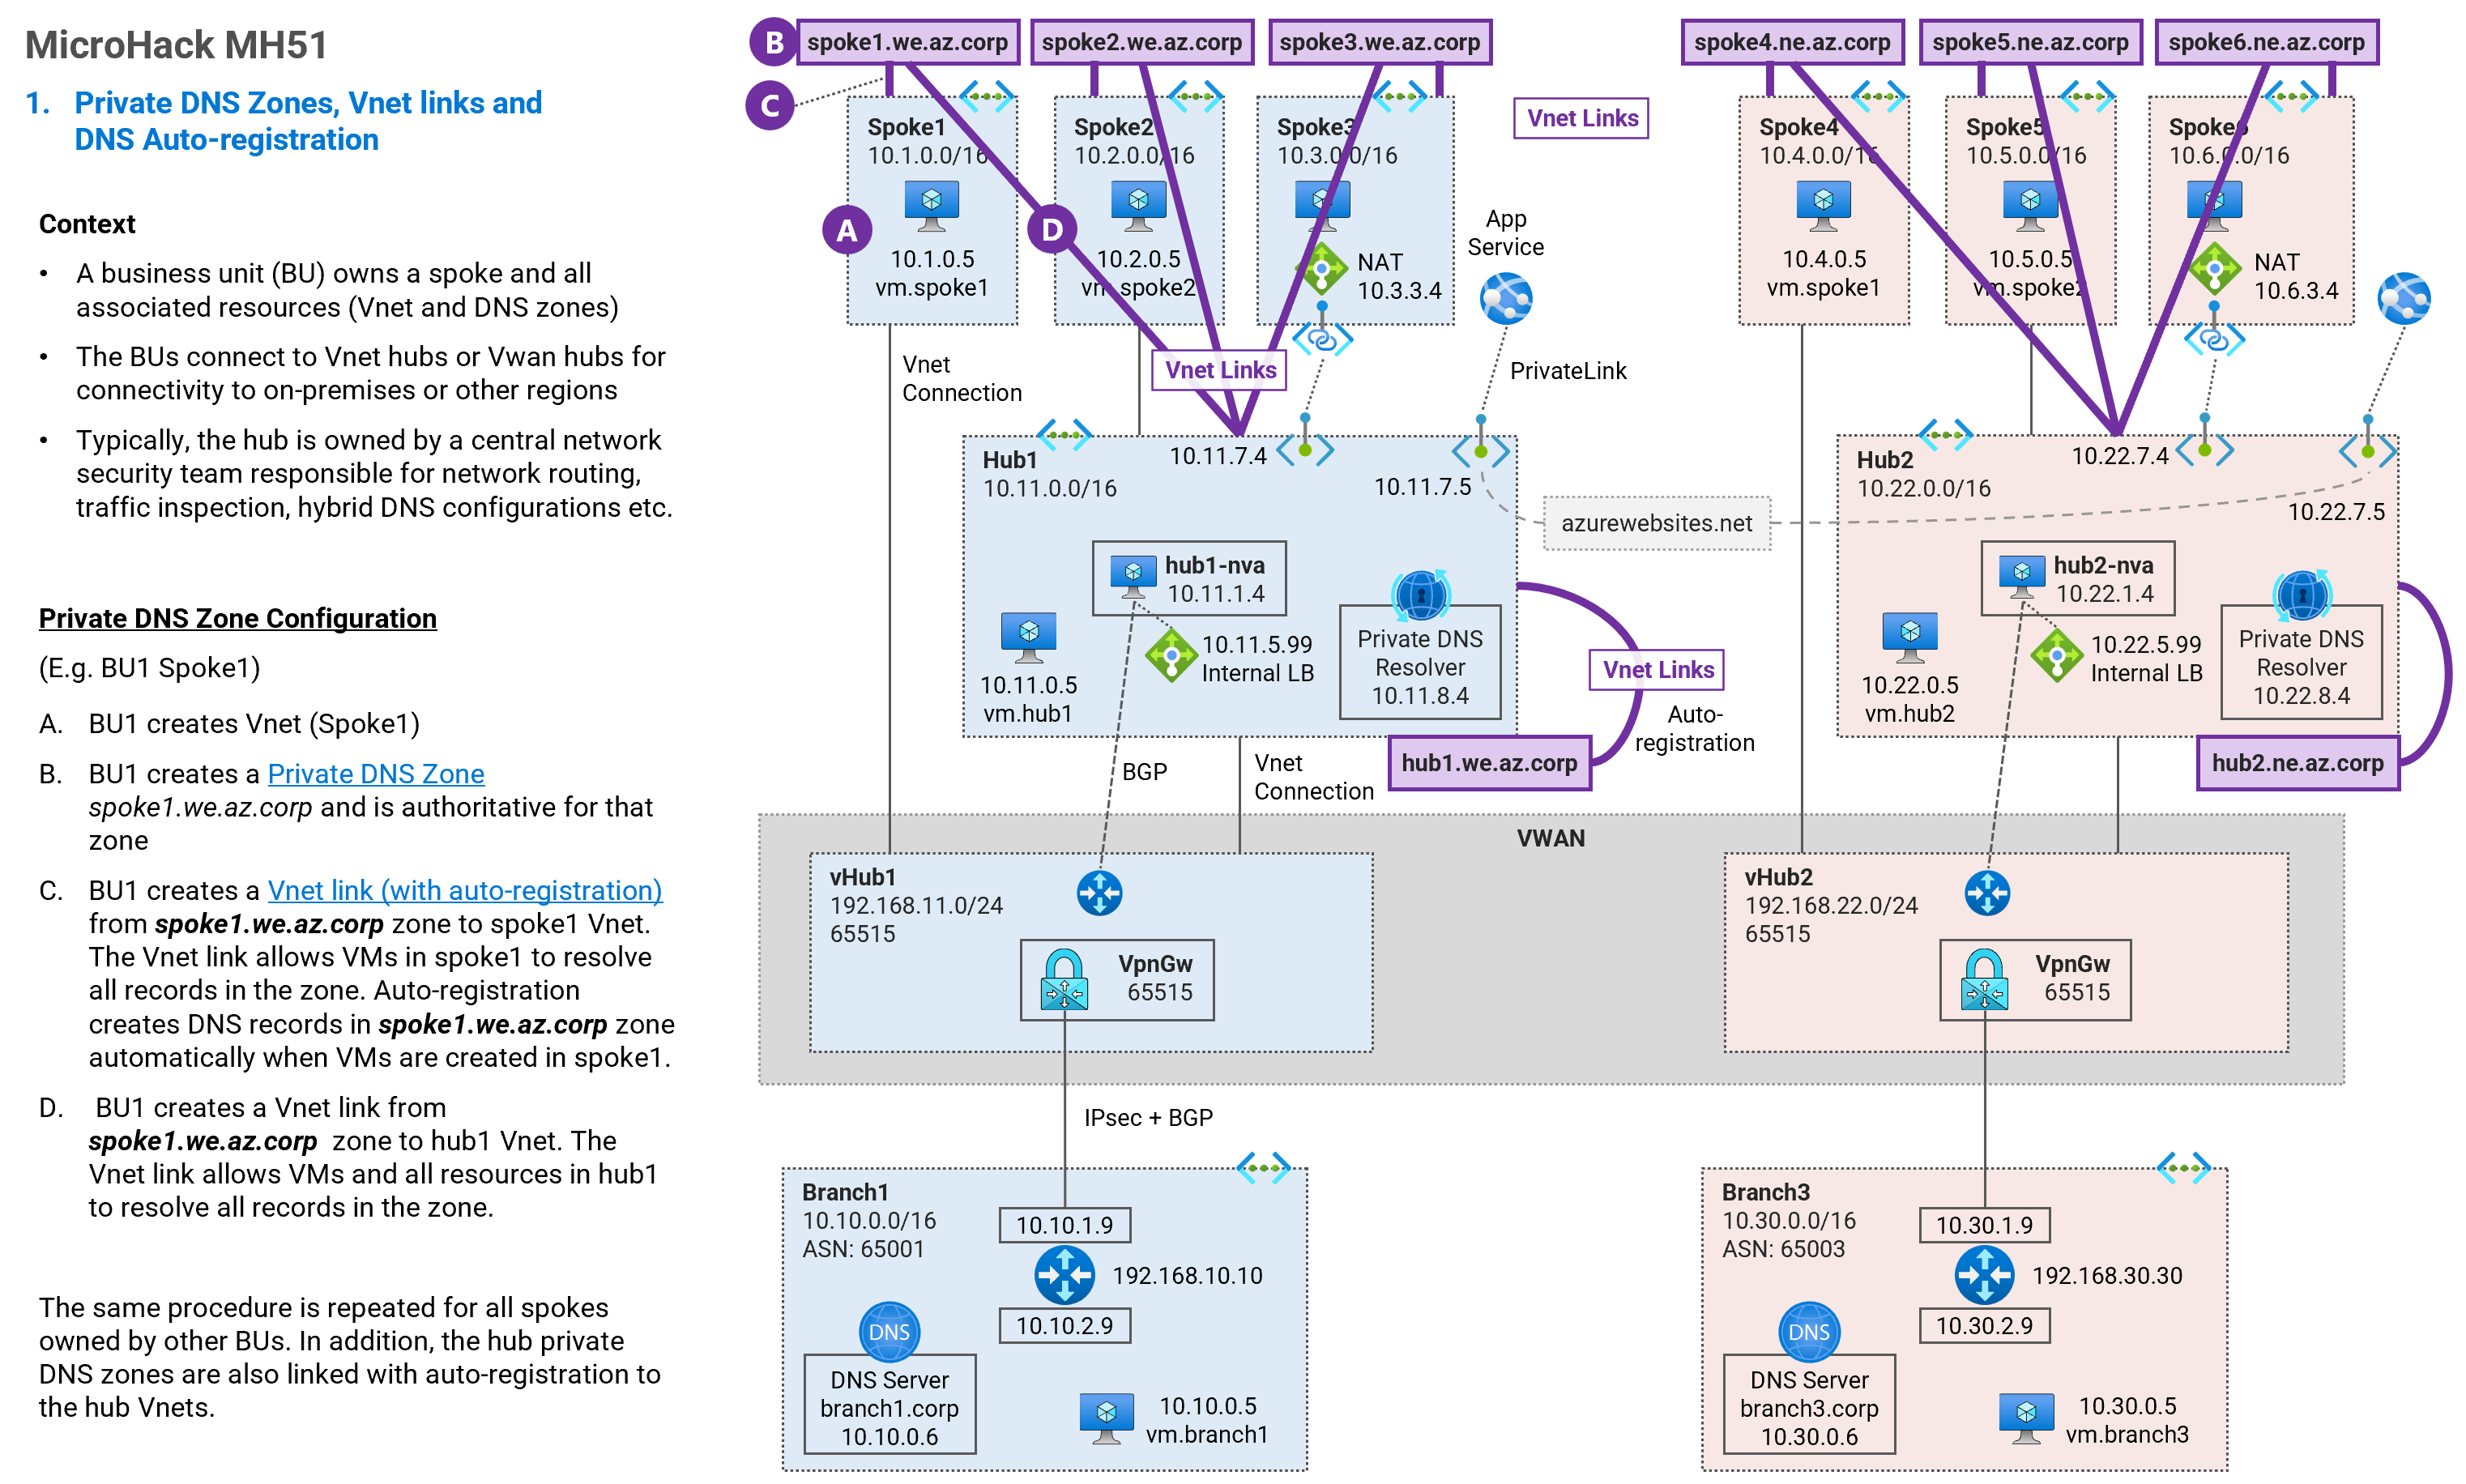 MicroHack MH51
1. Private DNS Zones, Vnet links and
DNS Auto-registration
Context
• A business unit (BU) owns a spoke and all
associated resources (Vnet and DNS zones)
• The BUs connect to Vnet hubs or Vwan hubs for
connectivity to on-premises or other regions
• Typically, the hub is owned by a central network
security team responsible for network routing,
traffic inspection, hybrid DNS configurations etc.
Private DNS Zone Configuration
(E.g. BU1 Spoke1)
A. BU1 creates Vnet (Spoke1)
B. BU1 creates a Private DNS Zone
spoke1.we.az.corp and is authoritative for that
zone
C. BU1 creates a Vnet link (with auto-registration)
from spoke1.we.az.corp zone to spoke1 Vnet.
The Vnet link allows VMs in spoke1 to resolve
all records in the zone. Auto-registration
creates DNS records in spoke1.we.az.corp zone
automatically when VMs are created in spoke1.
D. BU1 creates a Vnet link from
spoke1.we.az.corp zone to hub1 Vnet. The
Vnet link allows VMs and all resources in hub1
to resolve all records in the zone.
The same procedure is repeated for all spokes
owned by other BUs. In addition, the hub private
DNS zones are also linked with auto-registration to
the hub Vnets.
B
spoke1.we.az.corp
spoke2.we.az.corp
spoke3.we.az.corp
spoke4.ne.az.corp
spoke5.ne.az.corp
spoke6.ne.az.corp
C
Vnet Links
Spoke1
10.1.0.0/16
A
10.1.0.5
vm.spoke1
Spoke2
10.2.0.0/16
D
10.2.0.5
vm.spoke2
Spoke3
10.3.0.0/16
NAT
10.3.3.4
App
Service
Spoke4
10.4.0.0/16
10.4.0.5
vm.spoke1
Spoke5
10.5.0.0/16
10.5.0.5
vm.spoke2
Spoke6
10.6.0.0/16
NAT
10.6.3.4
Vnet
Connection
Vnet Links
PrivateLink
Hub1
10.11.0.0/16
10.11.7.4
10.11.7.5
hub1-nva
10.11.1.4
10.11.5.99
Internal LB
10.11.0.5
vm.hub1
Private DNS
Resolver
10.11.8.4
azurewebsites.net
Hub2
10.22.0.0/16
10.22.7.4
10.22.7.5
hub2-nva
10.22.1.4
10.22.5.99
Internal LB
10.22.0.5
vm.hub2
Private DNS
Resolver
10.22.8.4
Vnet Links
Auto-
registration
hub1.we.az.corp
hub2.ne.az.corp
BGP
Vnet
Connection
VWAN
vHub1
192.168.11.0/24
65515
VpnGw
65515
vHub2
192.168.22.0/24
65515
VpnGw
65515
IPsec + BGP
Branch1
10.10.0.0/16
ASN: 65001
10.10.1.9
192.168.10.10
10.10.2.9
DNS
DNS Server
branch1.corp
10.10.0.6
10.10.0.5
vm.branch1
Branch3
10.30.0.0/16
ASN: 65003
10.30.1.9
192.168.30.30
10.30.2.9
DNS
DNS Server
branch3.corp
10.30.0.6
10.30.0.5
vm.branch3